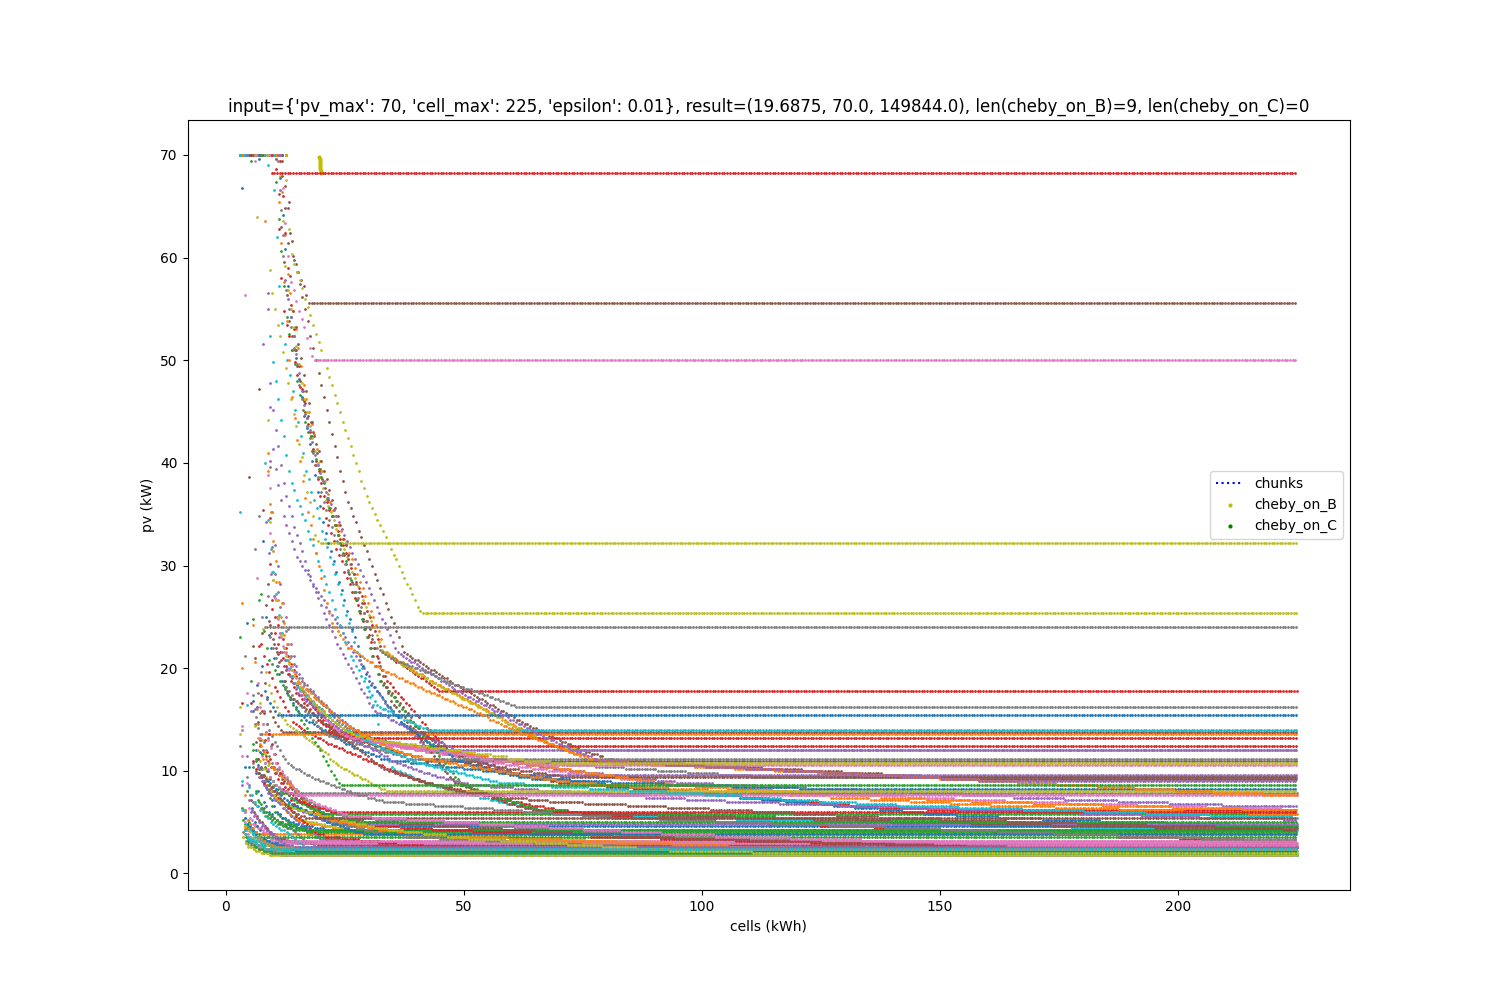 input={'pv_max': 70, 'cell_max': 225, 'epsilon': 0.01}, result=(19.6875, 70.0, 149844.0), len(cheby_on_B)=9, len(cheby_on_C)=0
70
60
50
40
30
20
10
0
pv (kW)
chunks
cheby_on_B
cheby_on_C
0 50 100 150 200
cells (kWh)